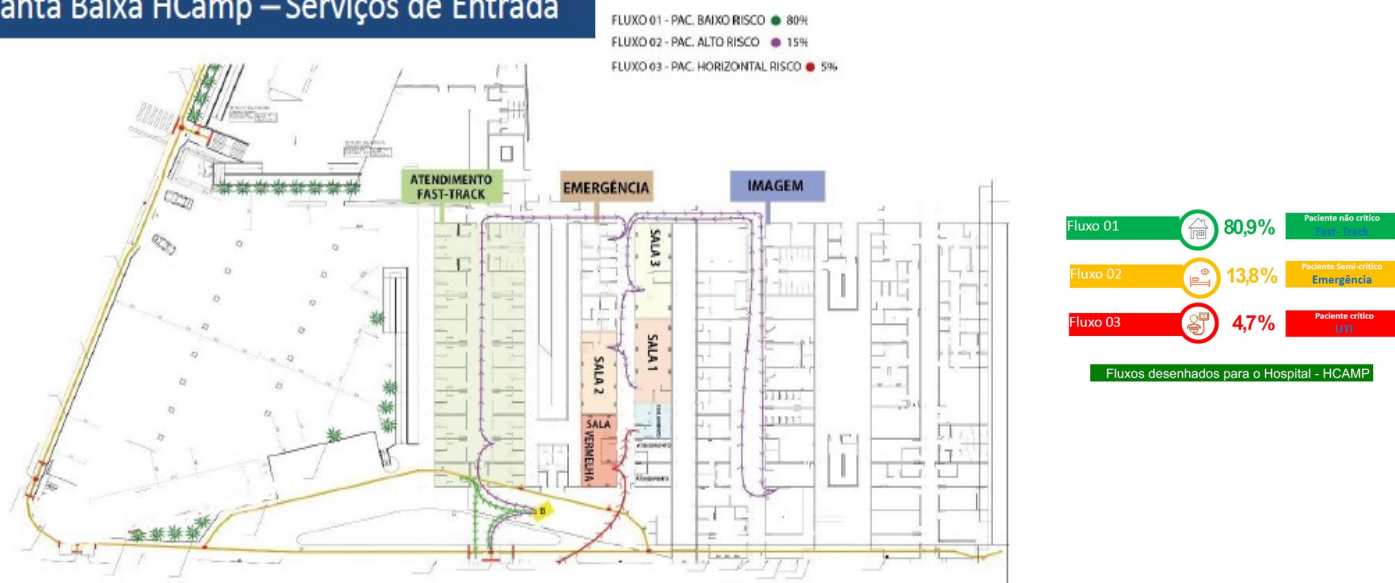 anta Baixa HCamp – Serviços de Entrada
FLUXO 01 - PAC. BAIXO RISCO 80%
FLUXO 02 - PAC. ALTO RISCO 15%
FLUXO 03 - PAC. HORIZONTAL RISCO 5%
ATENDIMENTO
FAST-TRACK
EMERGÊNCIA
IMAGEM
SALA 3
SALA 1
SALA 2
SALA
VERMELHA
B
Fluxo 01
80,9%
Paciente não crítico
Fast- Track
Fluxo 02
13,8%
Paciente Semi-crítico
Emergência
Fluxo 03
4,7%
Paciente crítico
UTI
Fluxos desenhados para o Hospital - HCAMP